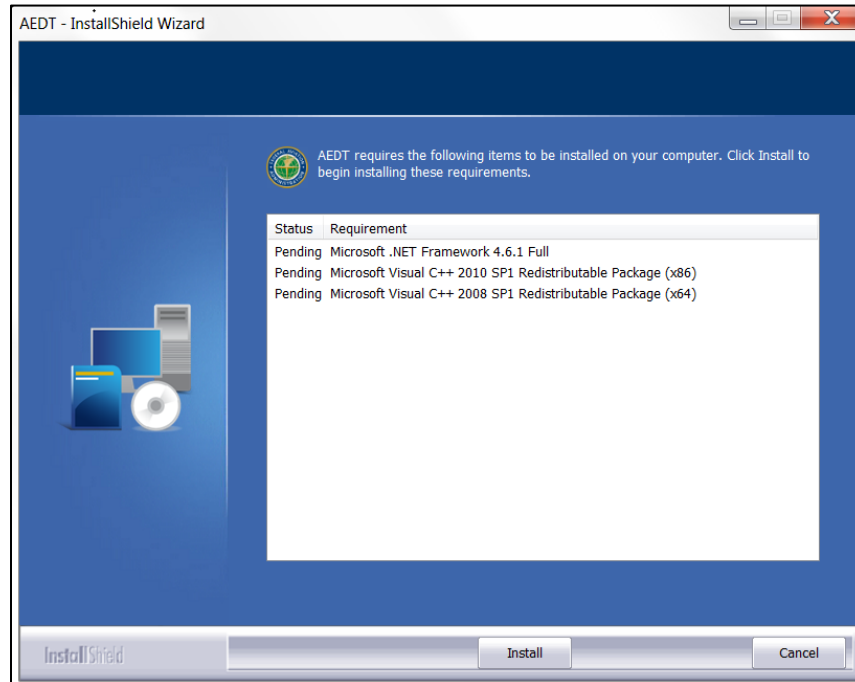 AEDT - InstallShield Wizard
AEDT requires the following items to be installed on your computer. Click Install to
begin installing these requirements.
Status Requirement
Pending Microsoft .NET Framework 4.6.1 Full
Pending Microsoft Visual C++ 2010 SP1 Redistributable Package (x86)
Pending Microsoft Visual C++ 2008 SP1 Redistributable Package (x64)
InstallShield
Install
Cancel